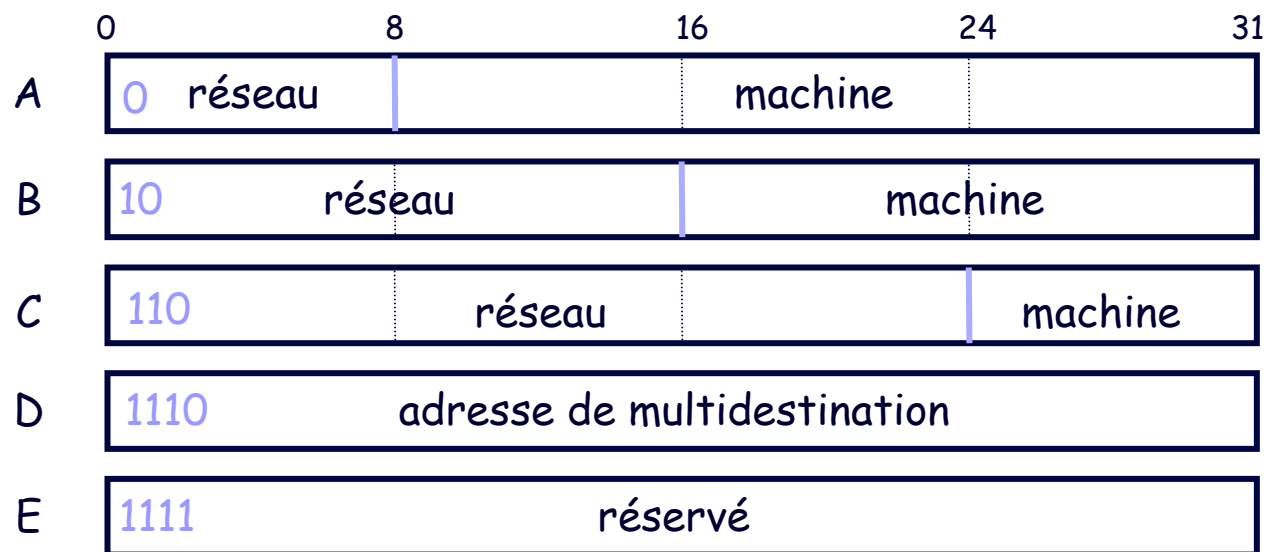 0 8 16 24 31
A 0 réseau machine
B 10 réseau machine
C 110 réseau machine
D 1110 adresse de multidestination
E 1111 réservé